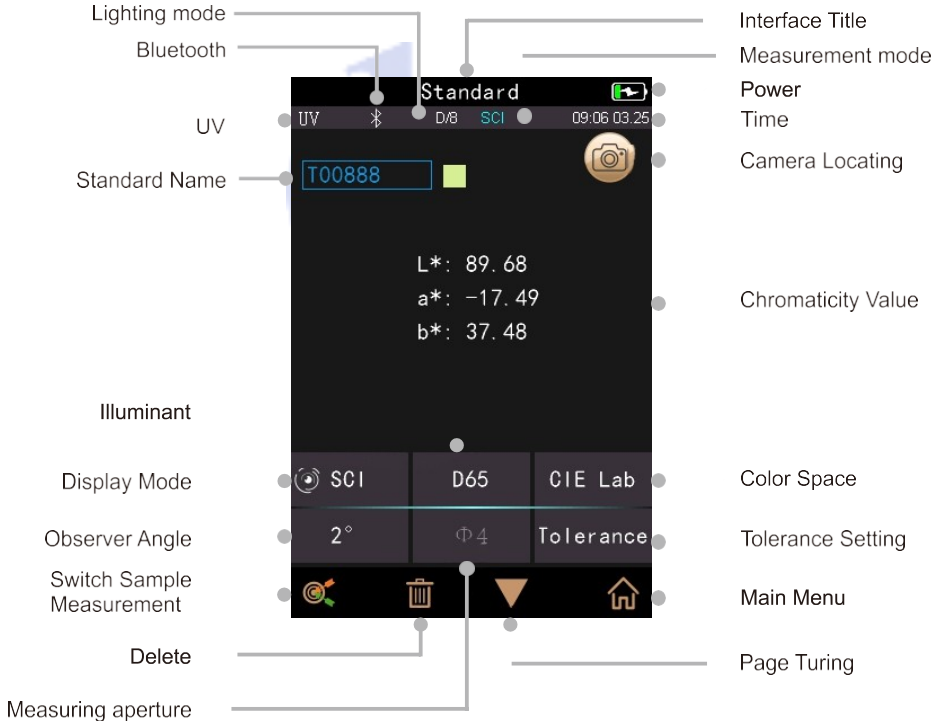 Lighting mode
Interface Title
Bluetooth
Measurement mode
Standard
Power
UV
UV D/8 SCI 09:06 03.25
Time
Standard Name
T00888
Camera Locating
L*: 89.68
a*: -17.49
b*: 37.48
Chromaticity Value
Illuminant
Display Mode
SCI D65 CIE Lab
Color Space
Observer Angle
2° Φ4 Tolerance
Tolerance Setting
Switch Sample
Measurement
Main Menu
Delete
Page Turing
Measuring aperture